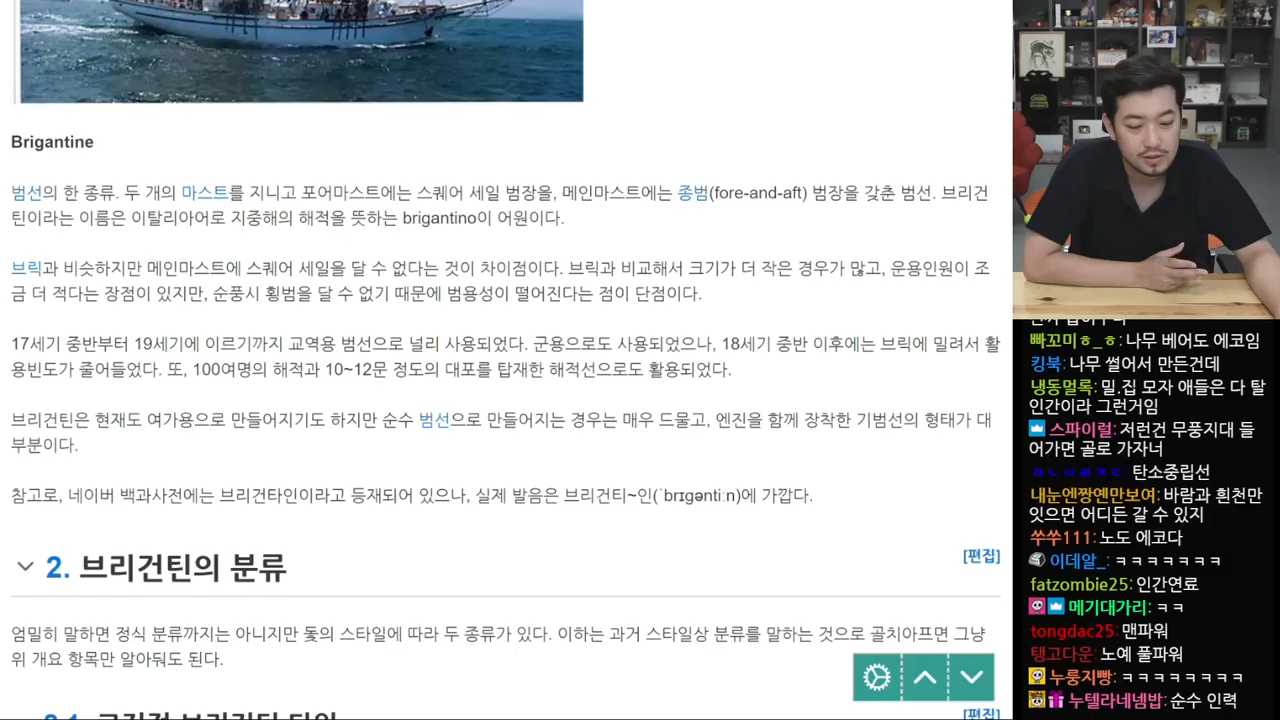 Brigantine
범선의 한 종류. 두 개의 마스트를 지니고 포어마스트에는 스퀘어 세일 범장을, 메인마스트에는 종범(fore-and-aft) 범장을 갖춘 범선. 브리건
틴이라는 이름은 이탈리아어로 지중해의 해적을 뜻하는 brigantino이 어원이다.
브릭과 비슷하지만 메인마스트에 스퀘어 세일을 달 수 없다는 것이 차이점이다. 브릭과 비교해서 크기가 더 작은 경우가 많고, 운용인원이 조
금 더 적다는 장점이 있지만, 순풍시 횡범을 달 수 없기 때문에 범용성이 떨어진다는 점이 단점이다.
17세기 중반부터 19세기에 이르기까지 교역용 범선으로 널리 사용되었다. 군용으로도 사용되었으나, 18세기 중반 이후에는 브릭에 밀려서 활
용빈도가 줄어들었다. 또, 100여명의 해적과 10~12문 정도의 대포를 탑재한 해적선으로도 활용되었다.
브리건틴은 현재도 여가용으로 만들어지기도 하지만 순수 범선으로 만들어지는 경우는 매우 드물고, 엔진을 함께 장착한 기범선의 형태가 대
부분이다.
참고로, 네이버 백과사전에는 브리건타인이라고 등재되어 있으나, 실제 발음은 브리건티~인(ˈbrɪɡəntiːn)에 가깝다.
2. 브리건틴의 분류
[편집]
엄밀히 말하면 정식 분류까지는 아니지만 돛의 스타일에 따라 두 종류가 있다. 이하는 과거 스타일상 분류를 말하는 것으로 골치아프면 그냥
위 개요 항목만 알아둬도 된다.
[편집]
빠꼬미ㅎ_ㅎ: 나무 베어도 에코임
킹북: 나무 썰어서 만든건데
냉동멀록: 밀.집 모자 애들은 다 탈
인간이라 그런거임
스파이럴: 저런건 무풍지대 들
어가면 골로 가자너
탄소중립선
내눈엔짱옌만보여: 바람과 흰천만
잇으면 어디든 갈 수 있지
쑤쑤111: 노도 에코다
이데알_: ㅋㅋㅋㅋㅋㅋㅋ
fatzombie25: 인간연료
메기대가리: ㅋㅋ
tongdac25: 맨파워
탱고다운: 노예 풀파워
누룽지빵: ㅋㅋㅋㅋㅋㅋㅋㅋ
누텔라네넴밥: 순수 인력